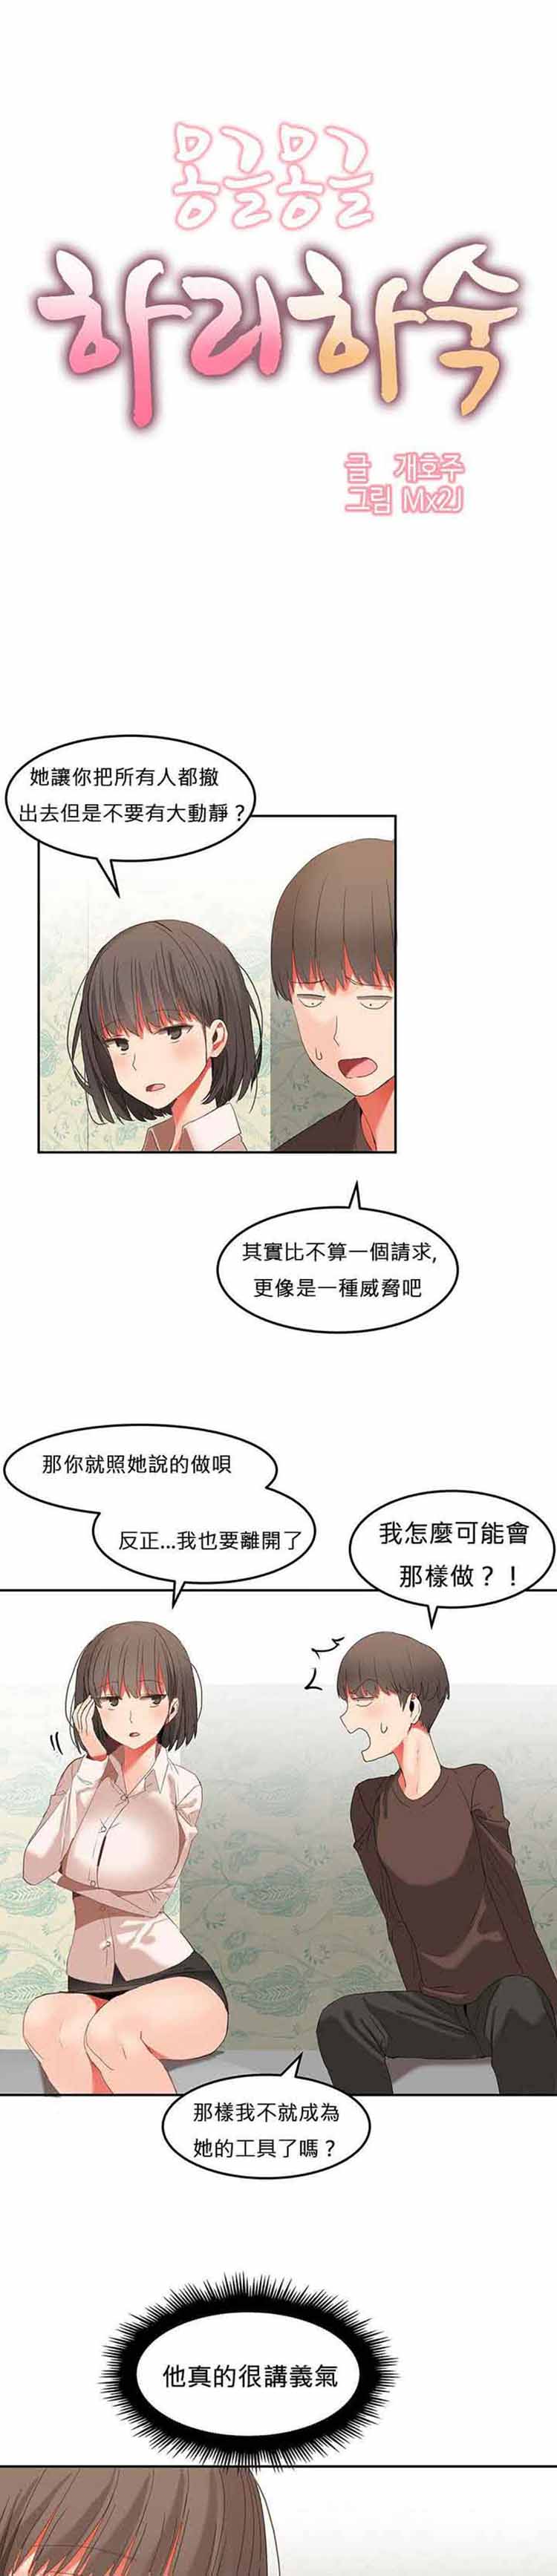 몽글몽글
하리하숙
글 개호주
그림 Mx2J
她讓你把所有人都撤
出去但是不要有大動靜？
其實比不算一個請求,
更像是一種威脅吧
那你就照她說的做唄
反正...我也要離開了
我怎麼可能會
那樣做？！
那樣我不就成為
她的工具了嗎？
他真的很講義氣